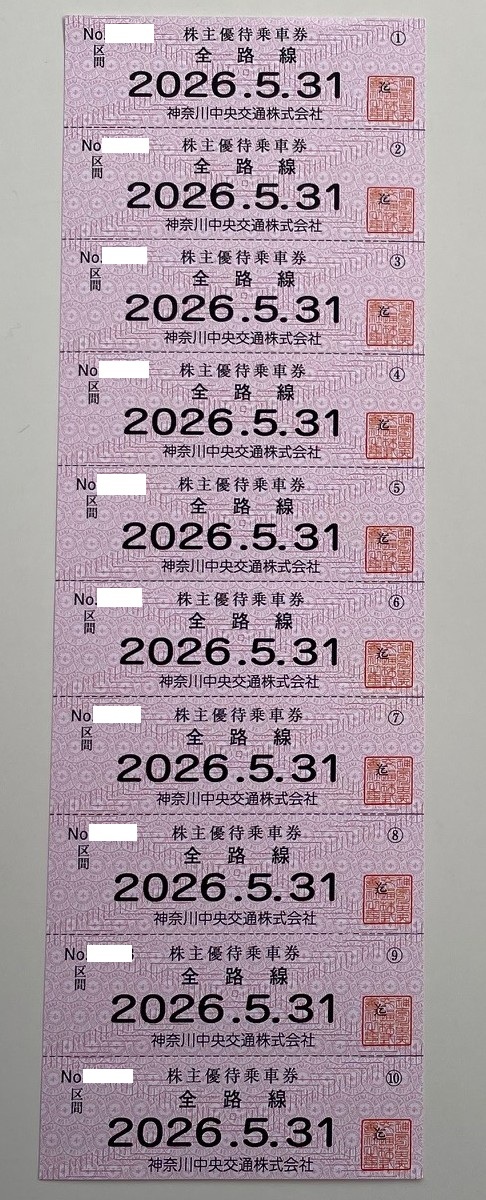 No.
株主優待乗車券 ①
区間 全路線
2026.5.31 迄
神奈川中央交通株式会社
No
株主優待乗車券 ②
区間 全路線
2026.5.31 迄
神奈川中央交通株式会社
No.
株主優待乗車券 ③
区間 全路線
2026.5.31 迄
神奈川中央交通株式会社
No
株主優待乗車券 ④
区間 全路線
2026.5.31 迄
神奈川中央交通株式会社
No
株主優待乗車券 ⑤
区間 全路線
2026.5.31 迄
神奈川中央交通株式会社
No.
株主優待乗車券 ⑥
区間 全路線
2026.5.31 迄
神奈川中央交通株式会社
No
株主優待乗車券 ⑦
区間 全路線
2026.5.31 迄
神奈川中央交通株式会社
No
株主優待乗車券 ⑧
区間 全路線
2026.5.31 迄
神奈川中央交通株式会社
No.
株主優待乗車券 ⑨
区間 全路線
2026.5.31 迄
神奈川中央交通株式会社
No
株主優待乗車券 ⑩
区間 全路線
2026.5.31 迄
神奈川中央交通株式会社